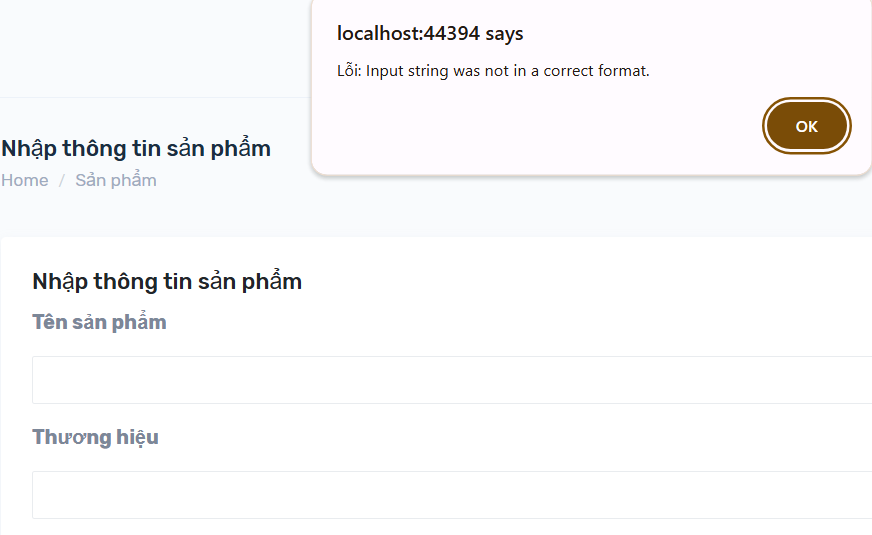 localhost:44394 says
Lỗi: Input string was not in a correct format.
OK
Nhập thông tin sản phẩm
Home / Sản phẩm
Nhập thông tin sản phẩm
Tên sản phẩm
Thương hiệu